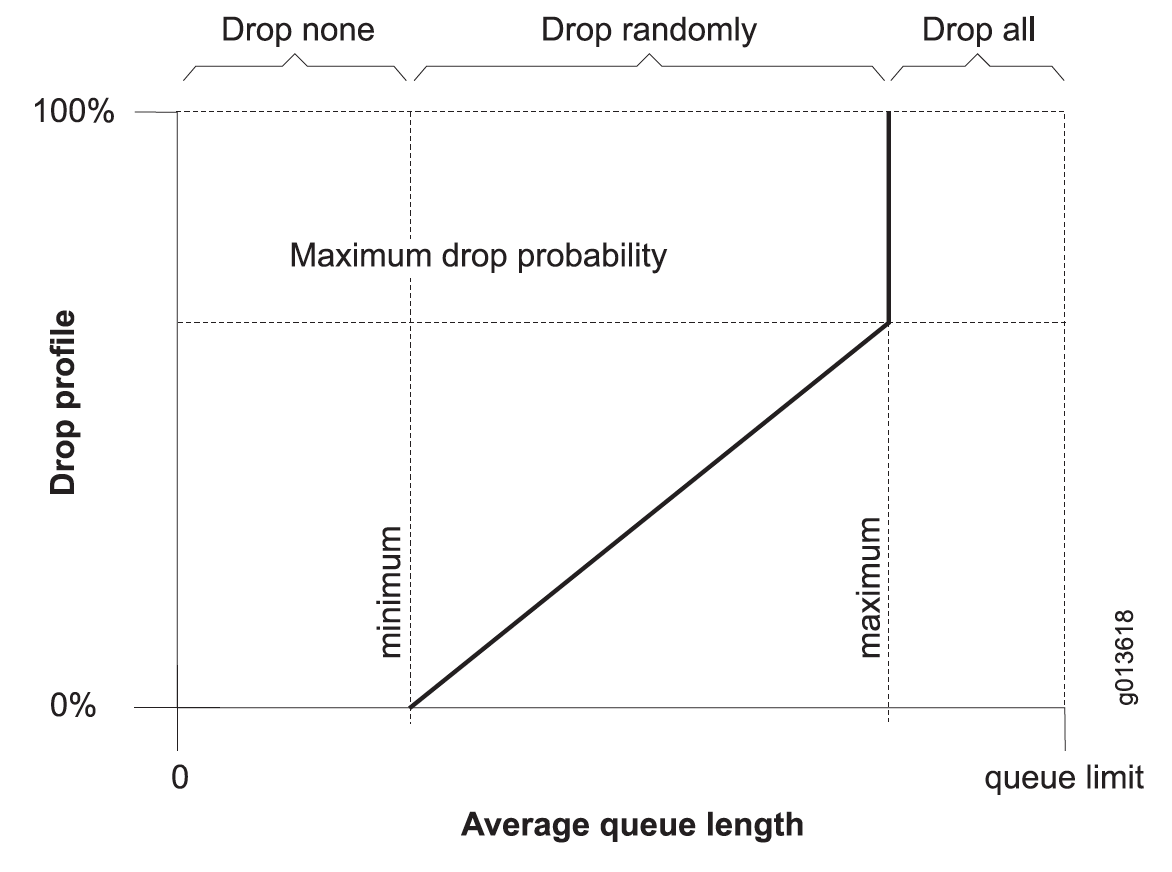 Drop none
Drop randomly
Drop all
100%
Maximum drop probability
Drop profile
minimum
maximum
g013618
0%
0
queue limit
Average queue length